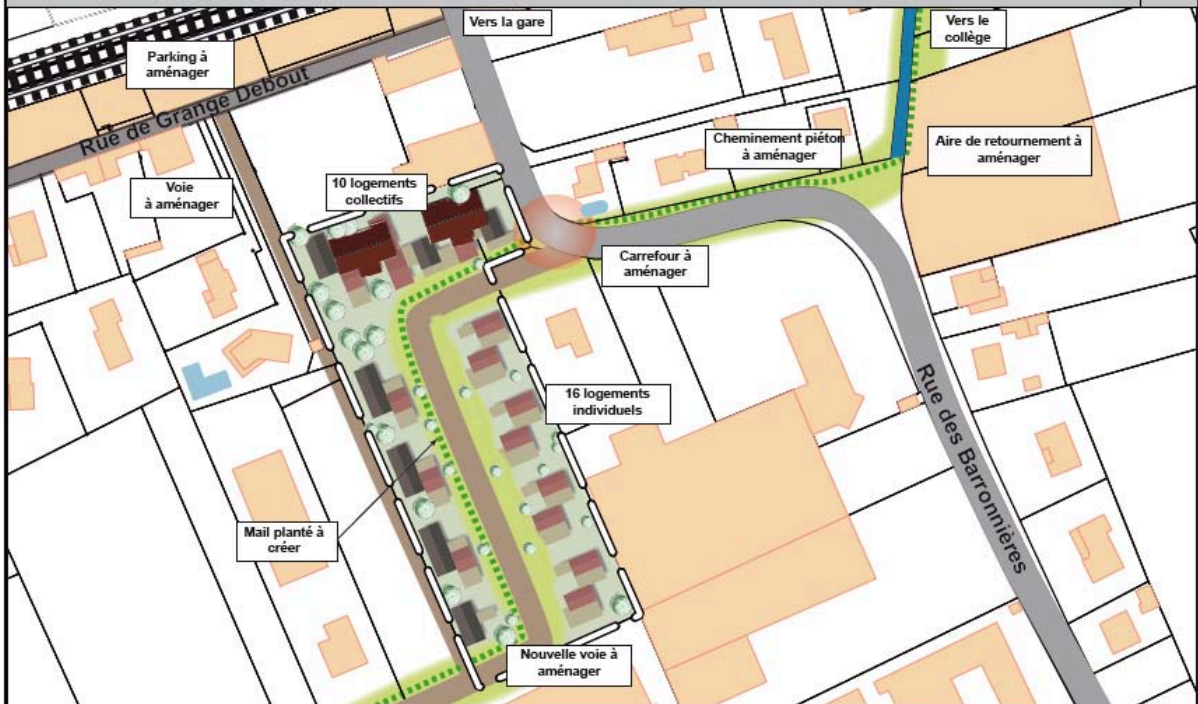 Vers la gare
Vers le
collège
Parking à
aménager
Rue de Grange Debout
Cheminement piéton
à aménager
Aire de retournement à
aménager
Voie
à aménager
10 logements
collectifs
Carrefour à
aménager
16 logements
individuels
Rue des Barronnières
Mail planté à
créer
Nouvelle voie à
aménager